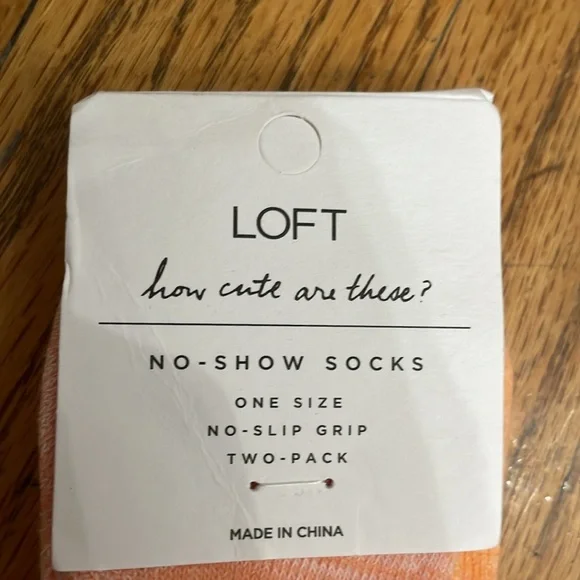 LOFT
how cute are these?
NO-SHOW SOCKS
ONE SIZE
NO-SLIP GRIP
TWO-PACK
MADE IN CHINA